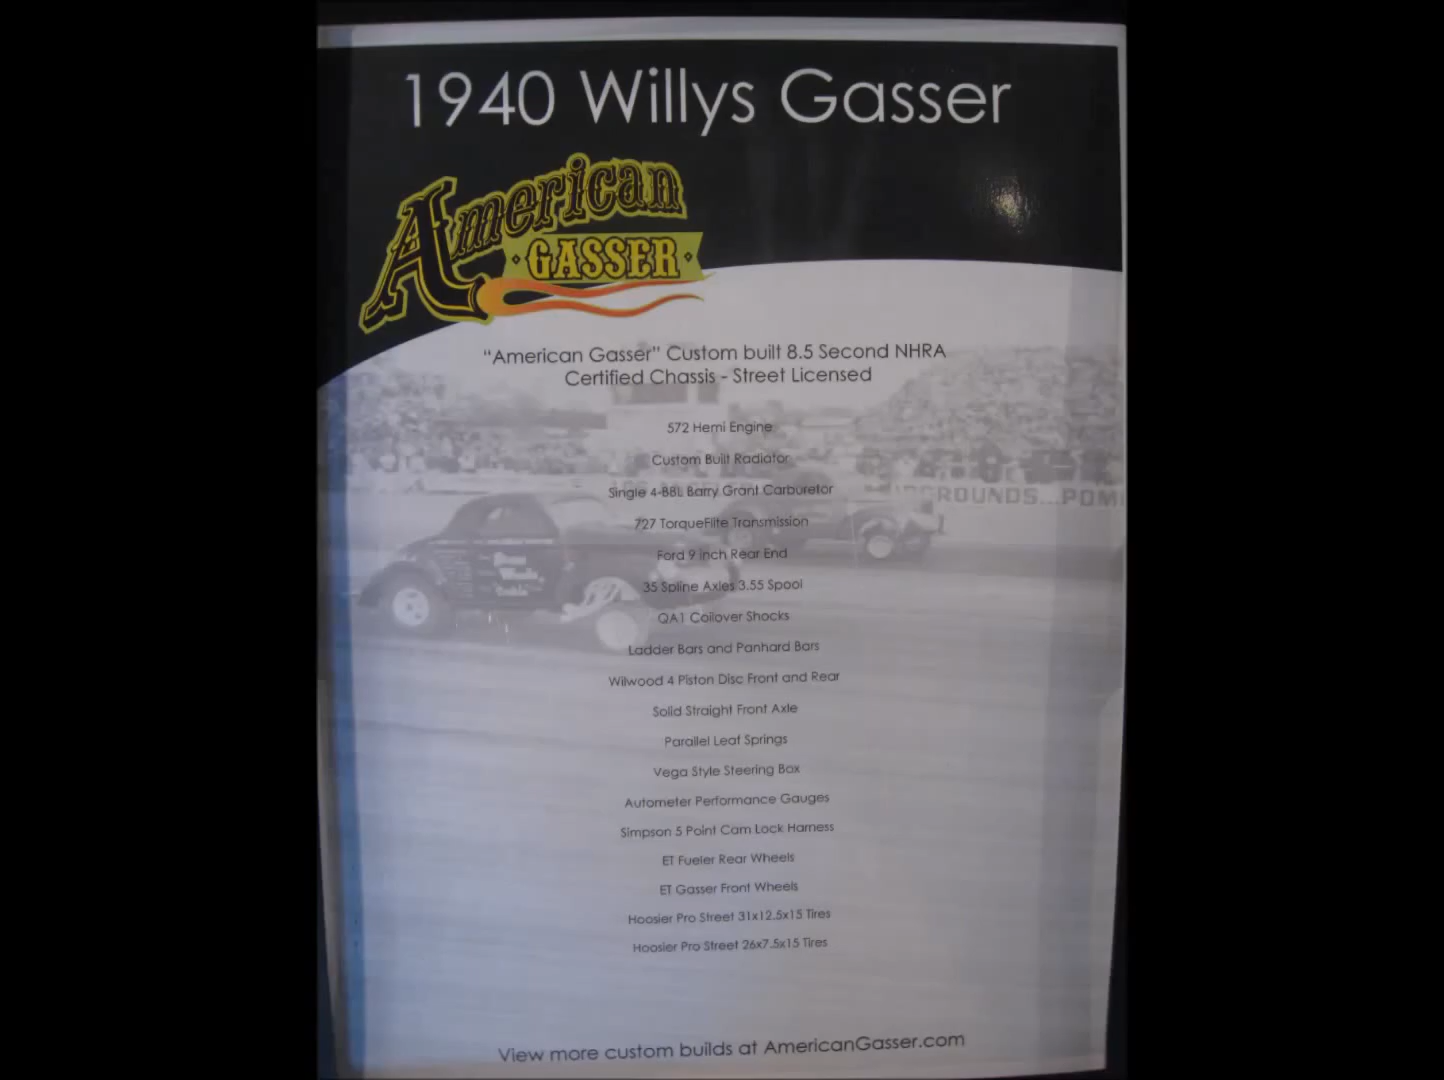 1940 Willys Gasser
American
GASSER
"American Gasser" Custom built 8.5 Second NHRA
Certified Chassis - Street Licensed
572 Hemi Engine
Custom Built Radiator
Single 4-BBL Barry Grant Carburetor
727 TorqueFlite Transmission
Ford 9 inch Rear End
35 Spline Axles 3.55 Spool
QA1 Coilover Shocks
Ladder Bars and Panhard Bars
Wilwood 4 Piston Disc Front and Rear
Solid Straight Front Axle
Parallel Leaf Springs
Vega Style Steering Box
Autometer Performance Gauges
Simpson 5 Point Cam Lock Harness
ET Fueler Rear Wheels
ET Gasser Front Wheels
Hoosier Pro Street 31x12.5x15 Tires
Hoosier Pro Street 26x7.5x15 Tires
View more custom builds at AmericanGasser.com